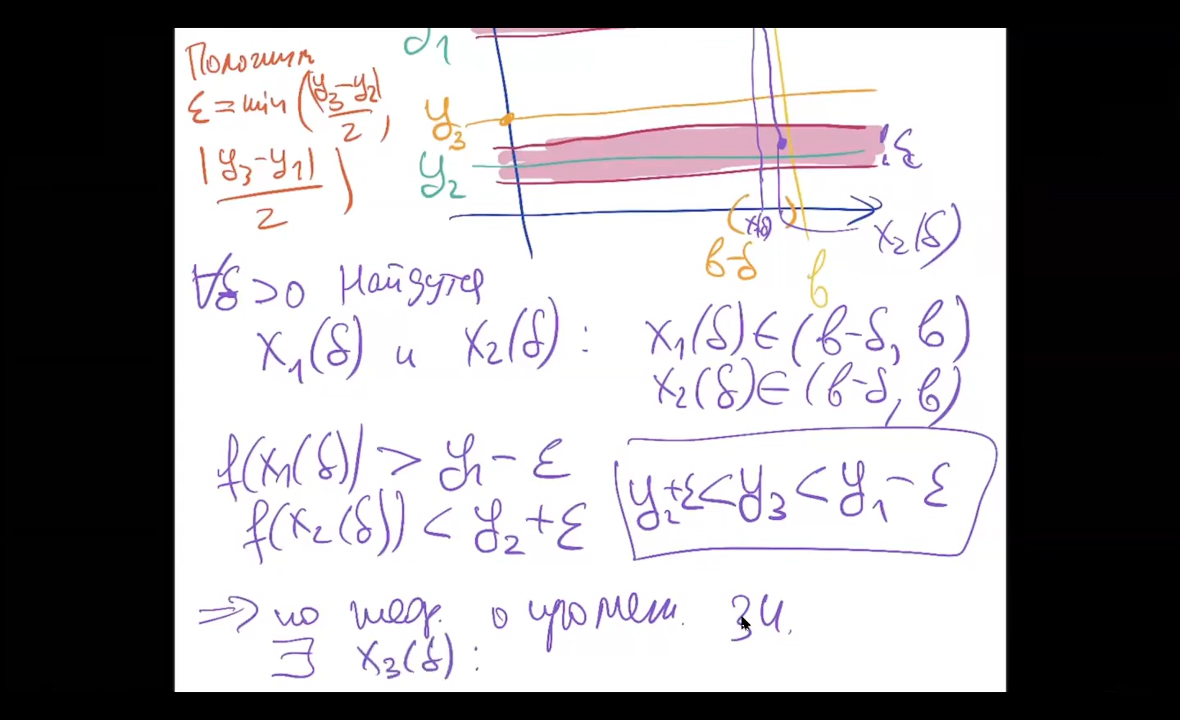 Положим
ε = min (|y₃-y₂|/2,
|y₃-y₁|/2)
y₁
y₃
y₂
ε
x₁(δ)
x₂(δ)
b-δ
b
∀δ>0 Найдутся
x₁(δ) и x₂(δ): x₁(δ)∈(b-δ, b)
x₂(δ)∈(b-δ, b)
f(x₁(δ)) > y₁-ε
f(x₂(δ)) < y₂+ε
y₂+ε<y₃<y₁-ε
⇒ по теор. о промеж. зн.
∃ x₃(δ):